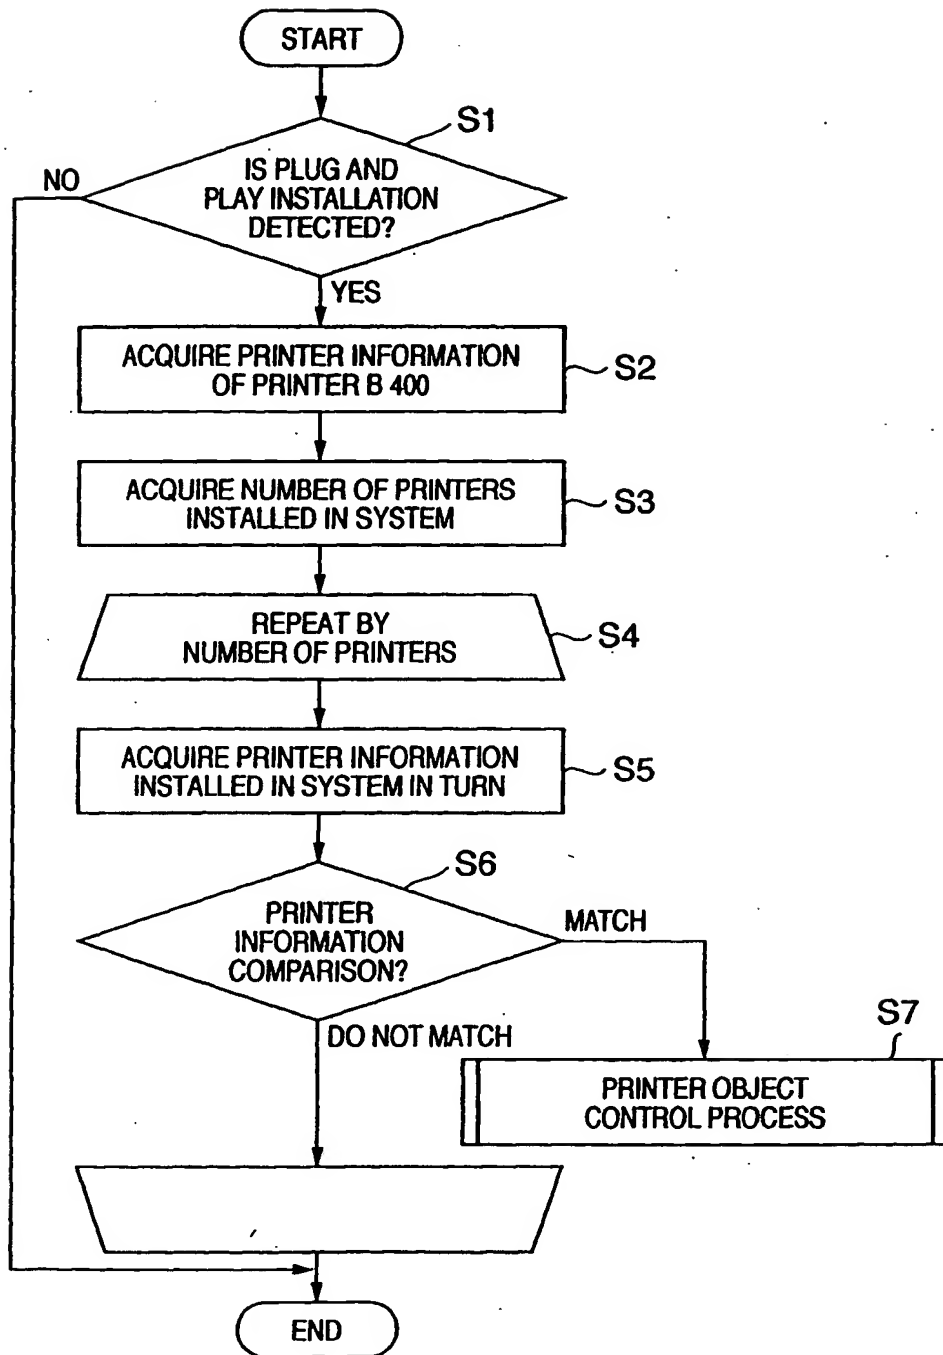 START
S1
IS PLUG AND
PLAY INSTALLATION
DETECTED?
NO
YES
ACQUIRE PRINTER INFORMATION
OF PRINTER B 400
S2
ACQUIRE NUMBER OF PRINTERS
INSTALLED IN SYSTEM
S3
REPEAT BY
NUMBER OF PRINTERS
S4
ACQUIRE PRINTER INFORMATION
INSTALLED IN SYSTEM IN TURN
S5
S6
PRINTER
INFORMATION
COMPARISON?
MATCH
DO NOT MATCH
S7
PRINTER OBJECT
CONTROL PROCESS
END